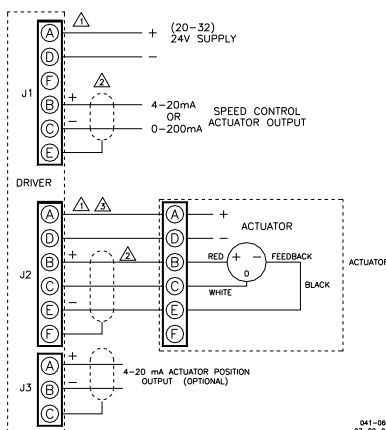 1
A
+
(20-32)
24V SUPPLY
D
-
F
2
J1
B
+
4-20mA
OR
SPEED CONTROL
ACTUATOR OUTPUT
C
-
0-200mA
E
DRIVER
1
3
A
A
+
ACTUATOR
D
D
-
B
+
2
B
RED
+ -
FEEDBACK
ACTUATOR
0
J2
C
C
WHITE
BLACK
E
-
E
F
F
A
+
4-20 mA ACTUATOR POSITION
OUTPUT (OPTIONAL)
J3
B
-
C
041-06